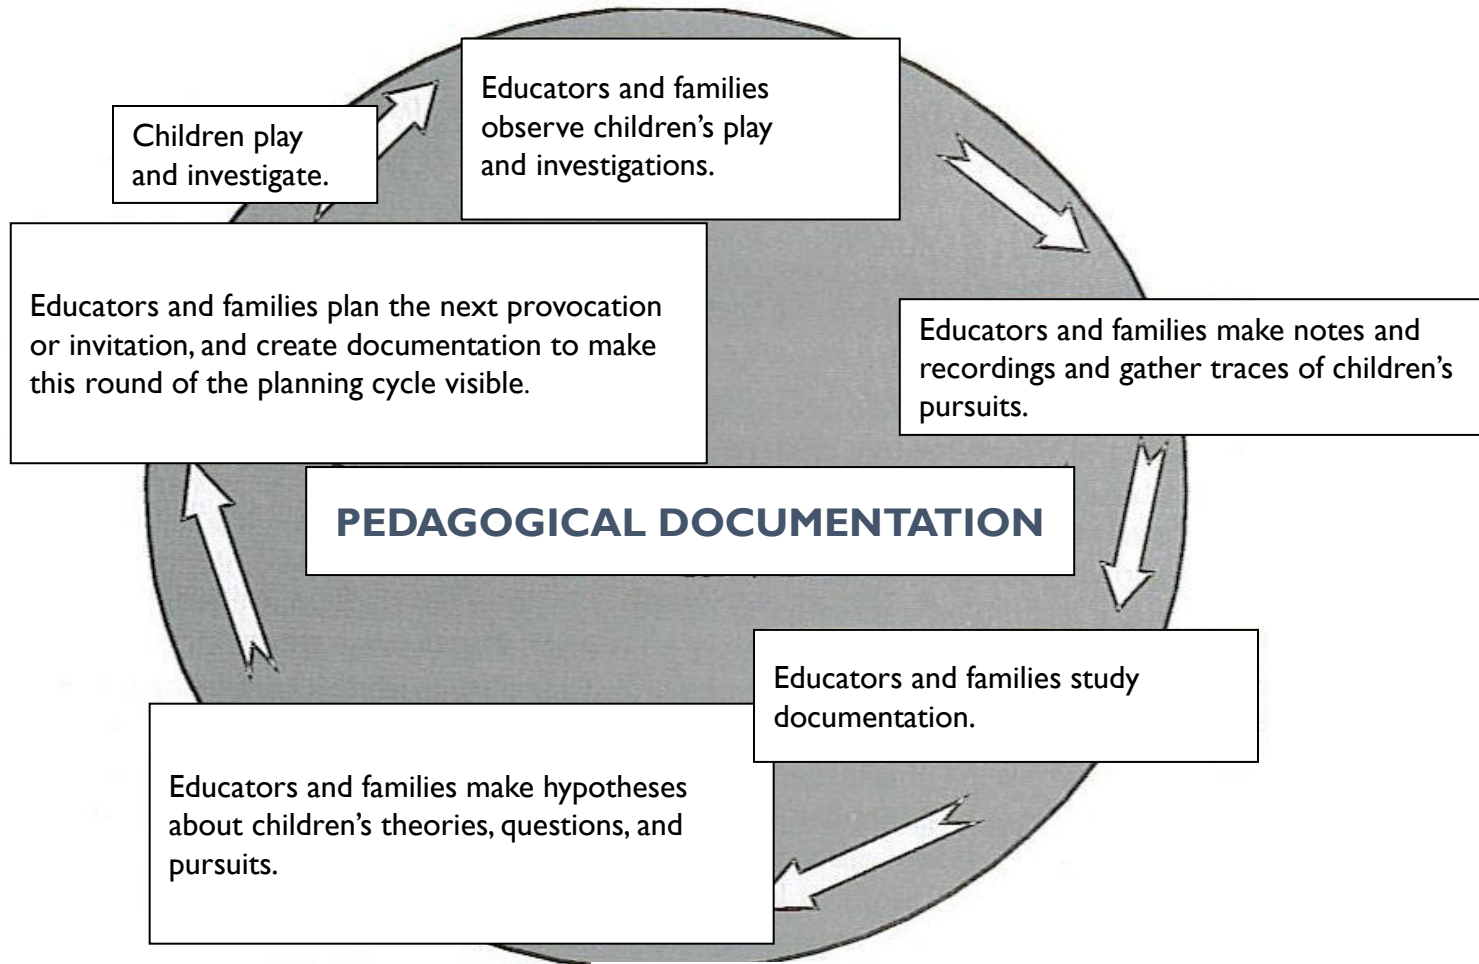 Children play
and investigate.
Educators and families
observe children’s play
and investigations.
Educators and families make notes and
recordings and gather traces of children’s
pursuits.
Educators and families study
documentation.
Educators and families make hypotheses
about children’s theories, questions, and
pursuits.
Educators and families plan the next provocation
or invitation, and create documentation to make
this round of the planning cycle visible.
PEDAGOGICAL DOCUMENTATION